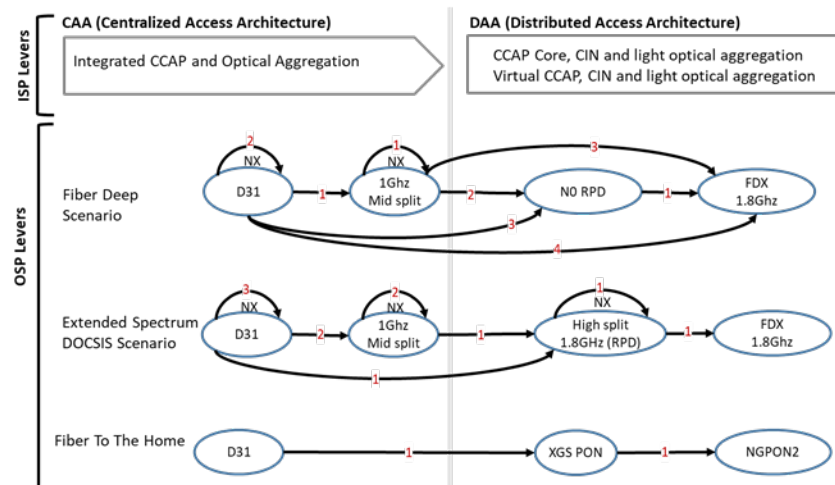 CAA (Centralized Access Architecture)
DAA (Distributed Access Architecture)
ISP Levers
Integrated CCAP and Optical Aggregation
CCAP Core, CIN and light optical aggregation
Virtual CCAP, CIN and light optical aggregation
OSP Levers
Fiber Deep
Scenario
2
NX
D31
1
1
NX
1Ghz
Mid split
2
3
N0 RPD
1
FDX
1.8Ghz
3
4
Extended Spectrum
DOCSIS Scenario
3
NX
D31
2
2
NX
1Ghz
Mid split
1
1
NX
High split
1.8GHz (RPD)
1
FDX
1.8Ghz
1
Fiber To The Home
D31
1
XGS PON
1
NGPON2